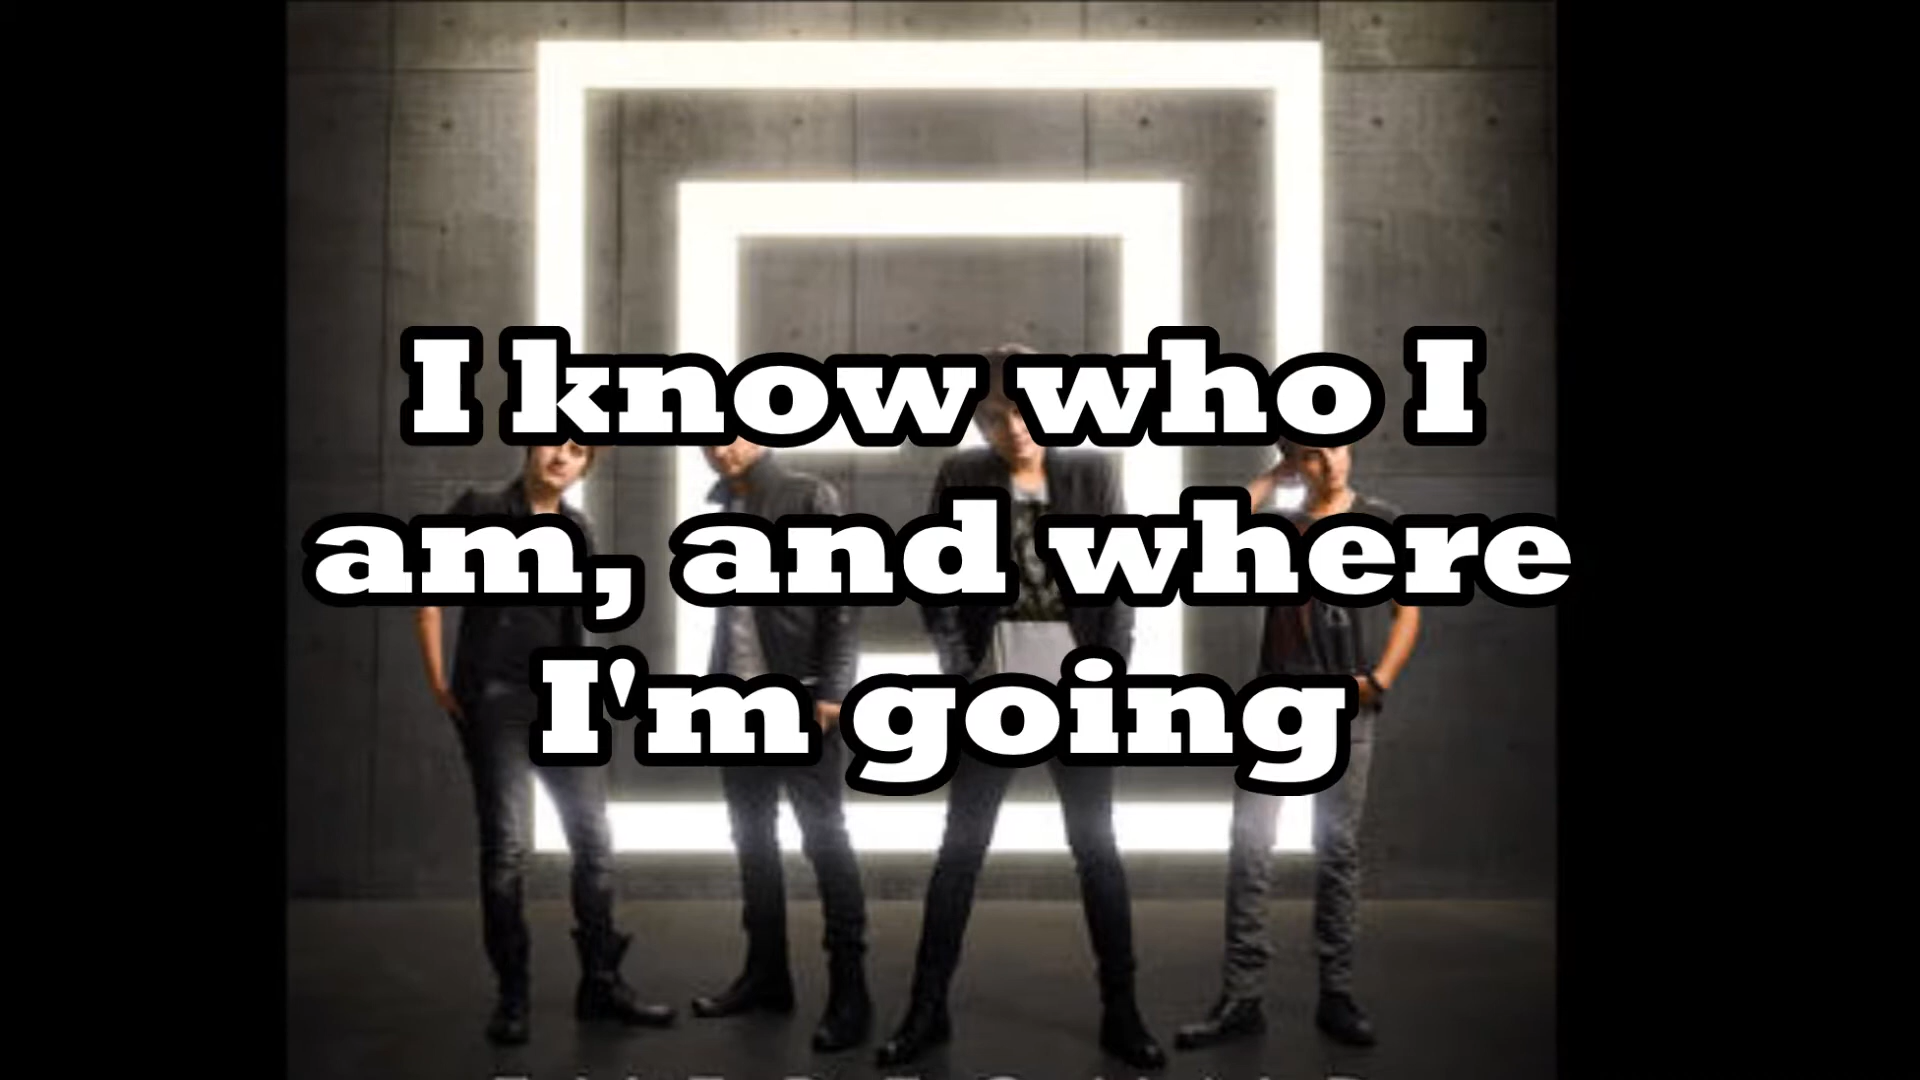 I know who I
am, and where
I'm going